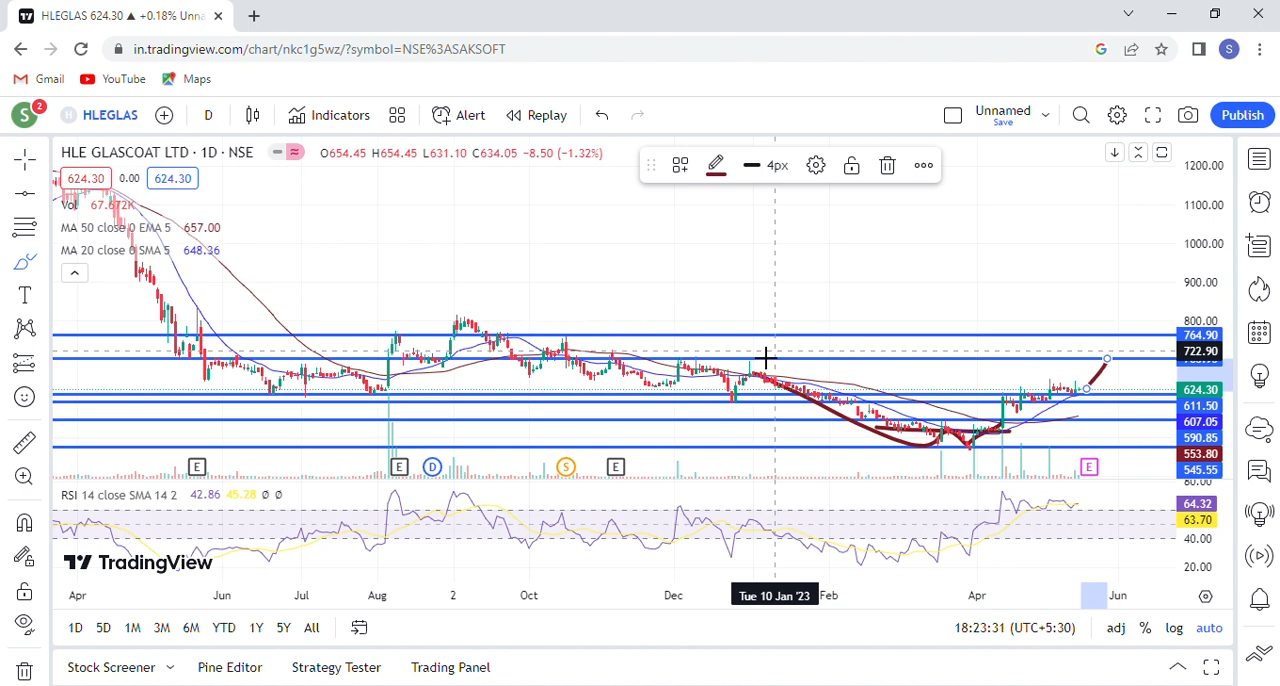 HLEGLAS 624.30 ▲ +0.18% Unna
in.tradingview.com/chart/nkc1g5wz/?symbol=NSE%3ASAKSOFT
S
Gmail YouTube Maps
S 2 H HLEGLAS D Indicators Alert Replay Unnamed Save Publish
HLE GLASCOAT LTD · 1D · NSE O654.45 H654.45 L631.10 C634.05 -8.50 (-1.32%)
4px
624.30 0.00 624.30
Vol 67.672K
MA 50 close 0 EMA 5 657.00
MA 20 close 0 SMA 5 648.36
1200.00
1100.00
1000.00
900.00
800.00
764.90
722.90
624.30
611.50
607.05
590.85
553.80
545.55
E E D S E E
80.00
RSI 14 close SMA 14 2 42.86 45.28 Ø Ø
64.32
63.70
40.00
20.00
TradingView
Apr Jun Jul Aug 2 Oct Dec Tue 10 Jan '23 Feb Apr Jun
1D 5D 1M 3M 6M YTD 1Y 5Y All 18:23:31 (UTC+5:30) adj % log auto
Stock Screener Pine Editor Strategy Tester Trading Panel